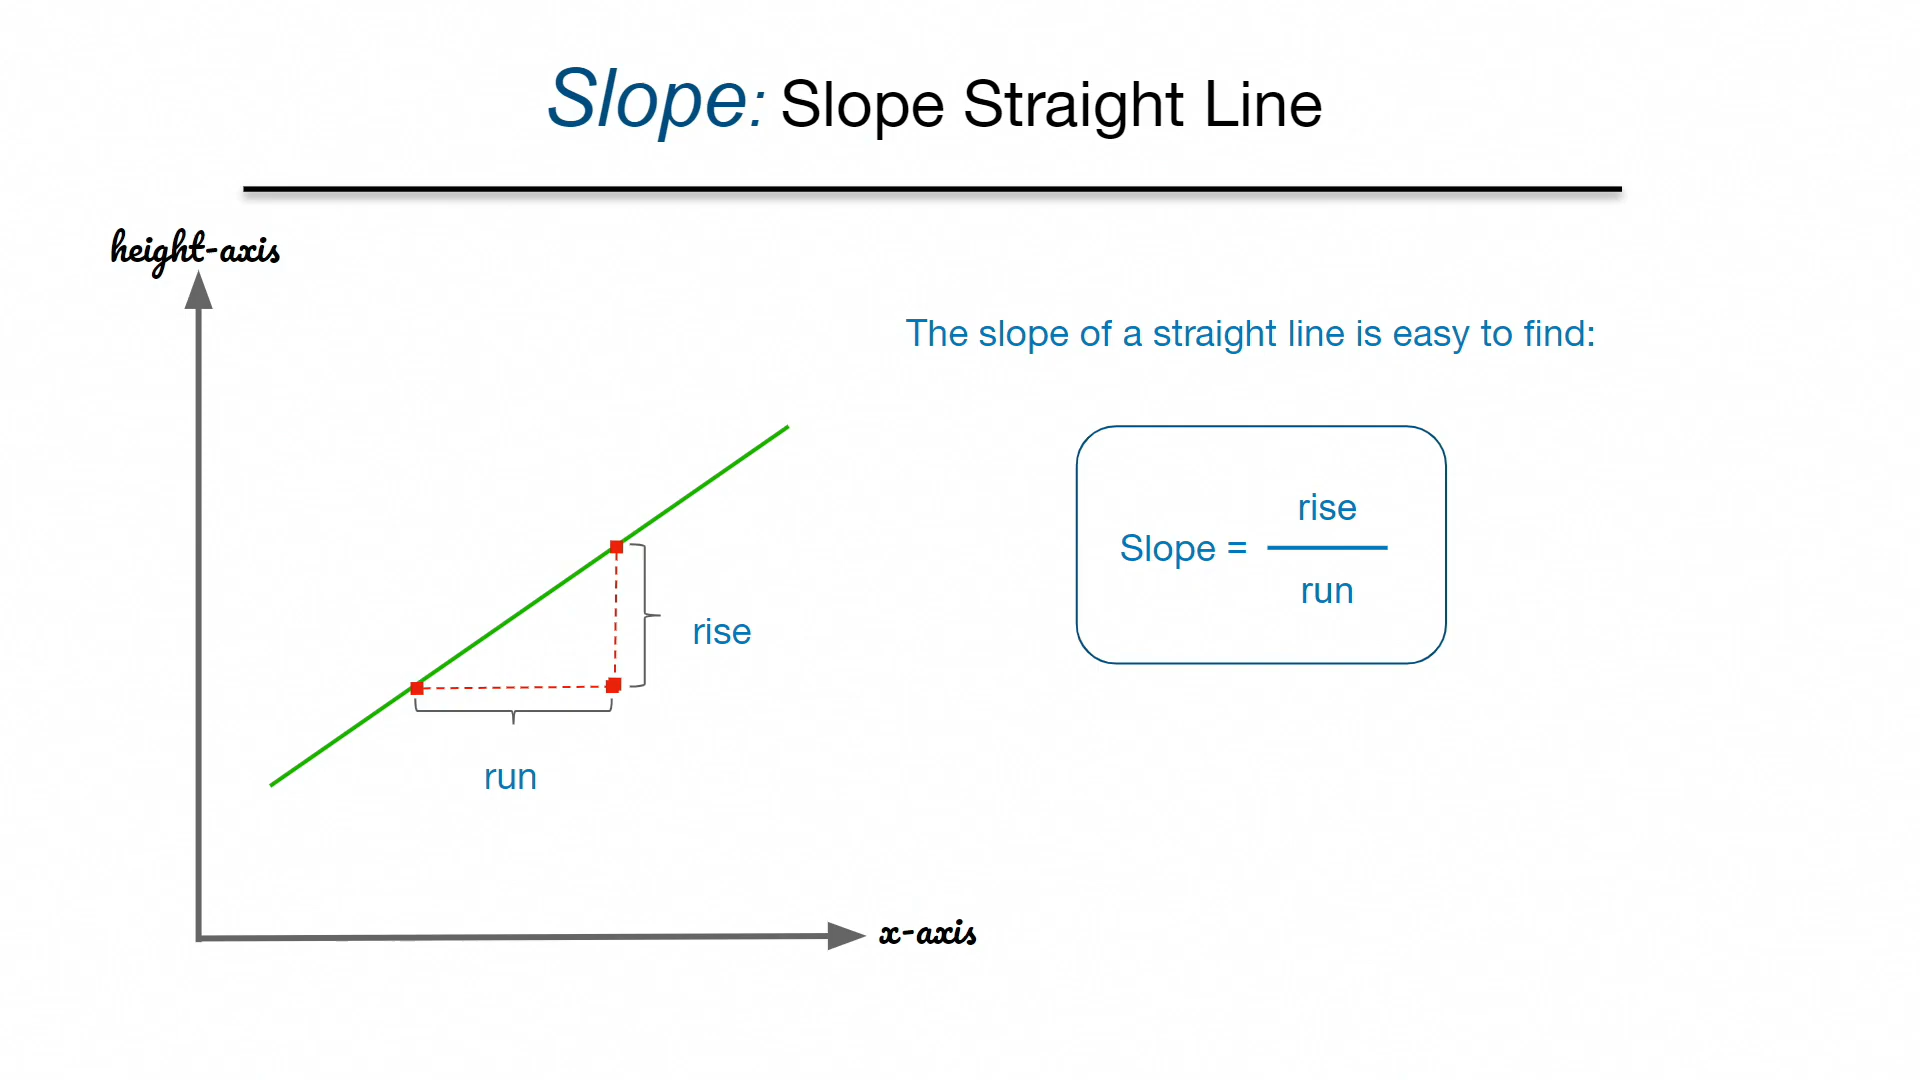 Slope: Slope Straight Line
height-axis
The slope of a straight line is easy to find:
rise
Slope =
run
rise
run
x-axis